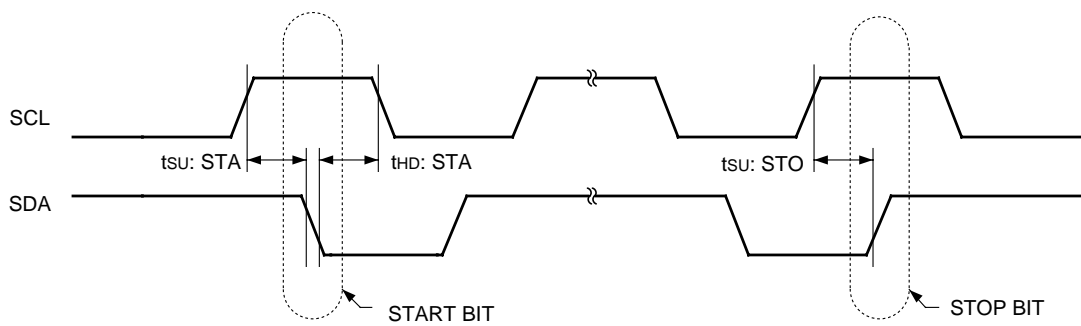 SCL
tSU: STA
tHD: STA
tSU: STO
SDA
START BIT
STOP BIT